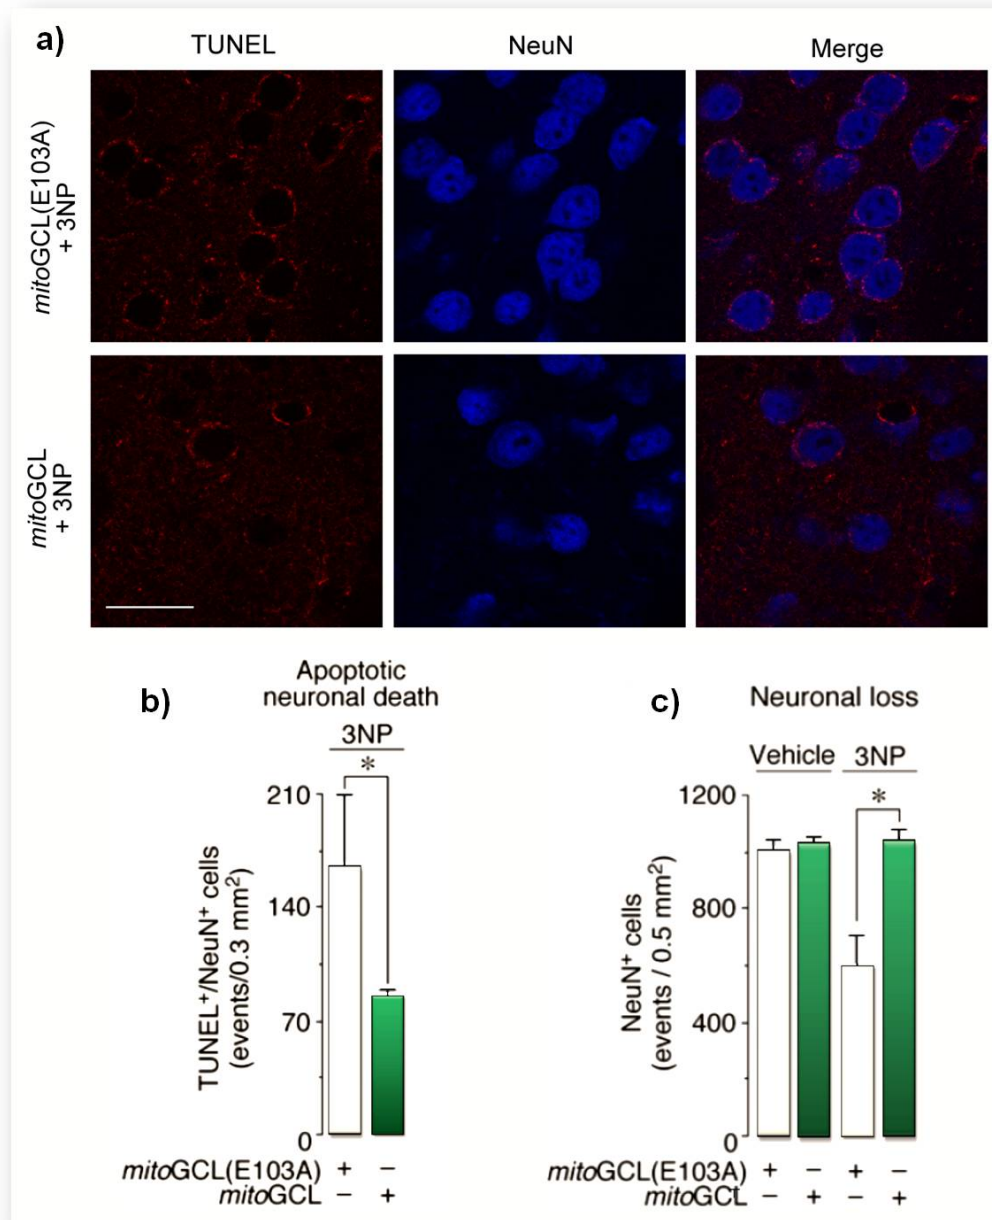 a)
TUNEL NeuN Merge
mitoGCL(E103A)
+ 3NP
mitoGCL
+ 3NP
b)
Apoptotic
neuronal death
3NP
*
TUNEL⁺/NeuN⁺ cells
(events/0.3 mm²)
210
140
70
0
mitoGCL(E103A) + −
mitoGCL − +
c)
Neuronal loss
Vehicle 3NP
*
NeuN⁺ cells
(events / 0.5 mm²)
1200
800
400
0
mitoGCL(E103A) + − + −
mitoGCL − + − +